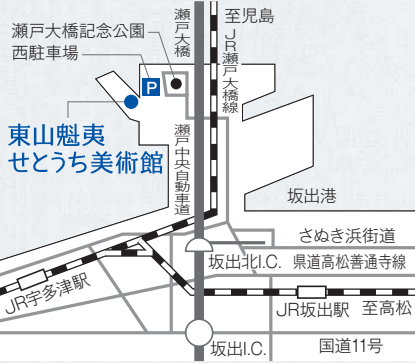 瀬戸大橋記念公園
西駐車場
P
瀬戸大橋
至児島
JR瀬戸大橋線
東山魁夷
せとうち美術館
瀬戸中央自動車道
坂出港
さぬき浜街道
坂出北I.C.
県道高松善通寺線
JR宇多津駅
JR坂出駅
至高松
坂出I.C.
国道11号